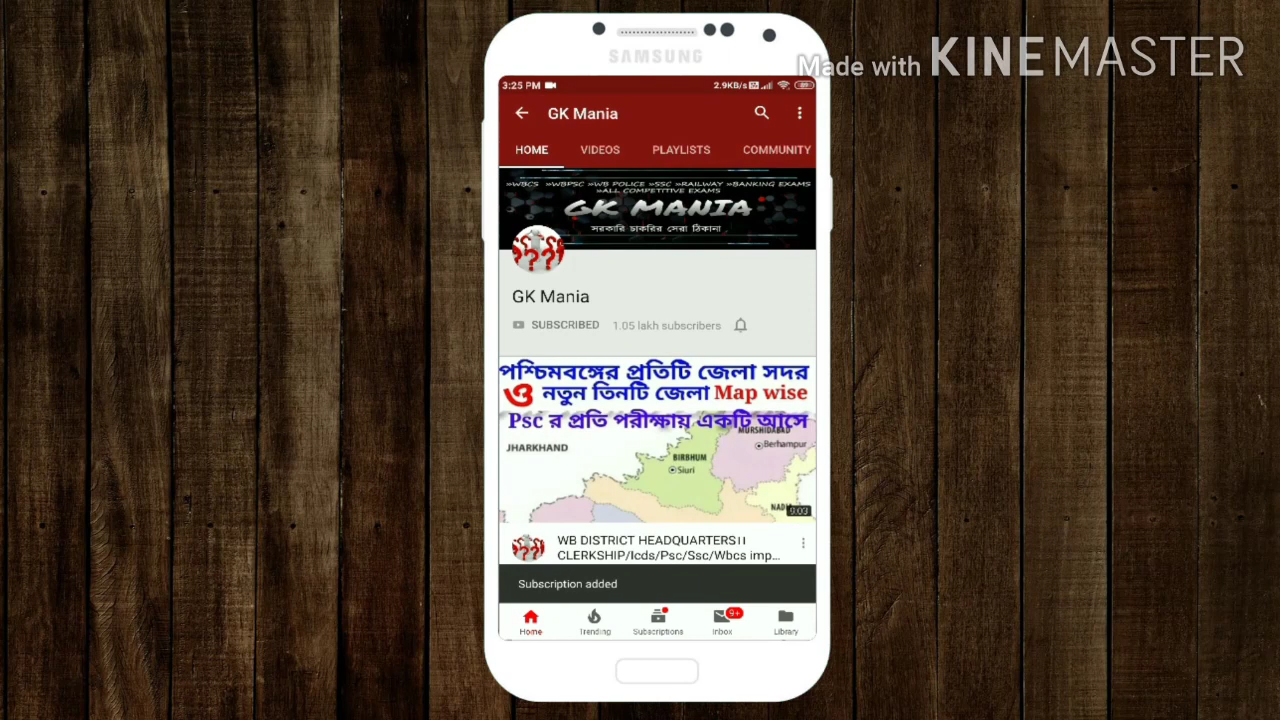 Made with KINEMASTER
SAMSUNG
3:25 PM 2.9KB/s
GK Mania
HOME VIDEOS PLAYLISTS COMMUNITY
»WBCS »WBPSC »WB POLICE »SSC »RAILWAY »BANKING EXAMS
»ALL COMPETITIVE EXAMS
GK MANIA
সরকারি চাকরির সেরা ঠিকানা
GK Mania
SUBSCRIBED 1.05 lakh subscribers
পশ্চিমবঙ্গের প্রতিটি জেলা সদর
ও নতুন তিনটি জেলা Map wise
Psc র প্রতি পরীক্ষায় একটি আসে
MURSHIDABAD
JHARKHAND Berhampur
BIRBHUM
Siuri
NADI 9:03
WB DISTRICT HEADQUARTERS।।
CLERKSHIP/Icds/Psc/Ssc/Wbcs imp...
Subscription added
9+
Home Trending Subscriptions Inbox Library